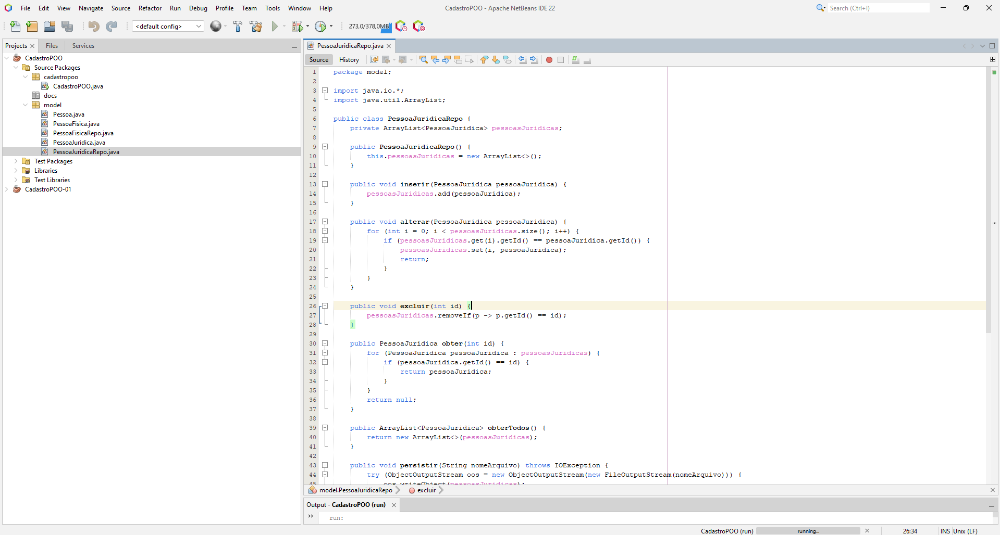 File Edit View Navigate Source Refactor Run Debug Profile Team Tools Window Help
CadastroPOO - Apache NetBeans IDE 22
Search (Ctrl+I)
<default config>
273,0/378,0MB
Projects
Files
Services
CadastroPOO
Source Packages
cadastropoo
CadastroPOO.java
docs
model
Pessoa.java
PessoaFisica.java
PessoaFisicaRepo.java
PessoaJuridica.java
PessoaJuridicaRepo.java
Test Packages
Libraries
Test Libraries
CadastroPOO-01
PessoaJuridicaRepo.java
Source History
1 package model;
2
3 import java.io.*;
4 import java.util.ArrayList;
5
6 public class PessoaJuridicaRepo {
7 private ArrayList<PessoaJuridica> pessoasJuridicas;
8
9 public PessoaJuridicaRepo() {
10 this.pessoasJuridicas = new ArrayList<>();
11 }
12
13 public void inserir(PessoaJuridica pessoaJuridica) {
14 pessoasJuridicas.add(pessoaJuridica);
15 }
16
17 public void alterar(PessoaJuridica pessoaJuridica) {
18 for (int i = 0; i < pessoasJuridicas.size(); i++) {
19 if (pessoasJuridicas.get(i).getId() == pessoaJuridica.getId()) {
20 pessoasJuridicas.set(i, pessoaJuridica);
21 return;
22 }
23 }
24 }
25
26 public void excluir(int id) {
27 pessoasJuridicas.removeIf(p -> p.getId() == id);
28 }
29
30 public PessoaJuridica obter(int id) {
31 for (PessoaJuridica pessoaJuridica : pessoasJuridicas) {
32 if (pessoaJuridica.getId() == id) {
33 return pessoaJuridica;
34 }
35 }
36 return null;
37 }
38
39 public ArrayList<PessoaJuridica> obterTodos() {
40 return new ArrayList<>(pessoasJuridicas);
41 }
42
43 public void persistir(String nomeArquivo) throws IOException {
44 try (ObjectOutputStream oos = new ObjectOutputStream(new FileOutputStream(nomeArquivo))) {
45 oos.writeObject(pessoasJuridicas);
model.PessoaJuridicaRepo
excluir
Output - CadastroPOO (run)
run:
CadastroPOO (run)
running...
26:34
INS
Unix (LF)